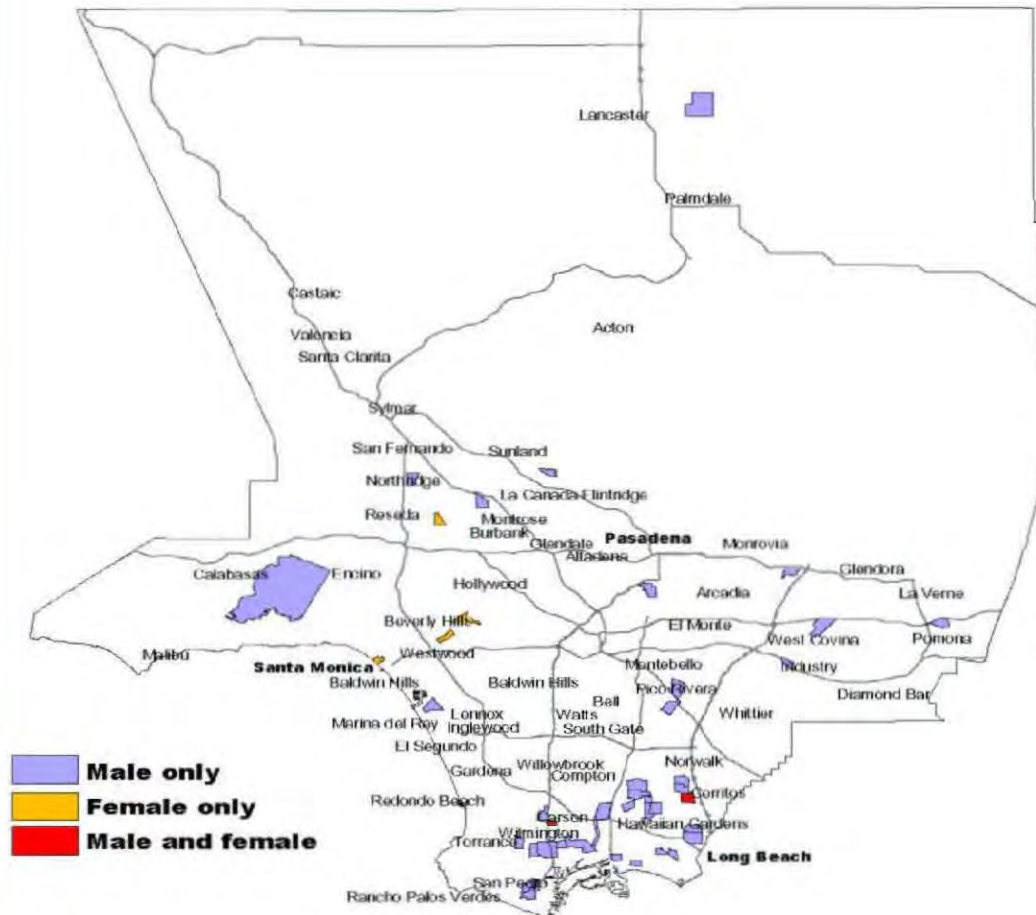 Lancaster
Palmdale
Castaic
Acton
Valencia
Santa Clarita
Sylmar
San Fernando
Sunland
Northridge
La Canada Flintridge
Reseda
Montrose
Burbank
Pasadena
Glendale
Monrovia
Altadena
Glendora
Calabasas
Encino
Hollywood
Arcadia
La Verne
Beverly Hills
El Monte
West Covina
Pomona
Malibu
Westwood
Santa Monica
Montebello
Industry
Baldwin Hills
Baldwin Hills
Pico Rivera
Diamond Bar
Bell
Marina del Rey
Lennox
Watts
Whittier
Inglewood
South Gate
El Segundo
Gardena
Willowbrook
Norwalk
Compton
Redondo Beach
Cerritos
Carson
Hawaiian Gardens
Wilmington
Torrance
Long Beach
San Pedro
Rancho Palos Verdes
Male only
Female only
Male and female